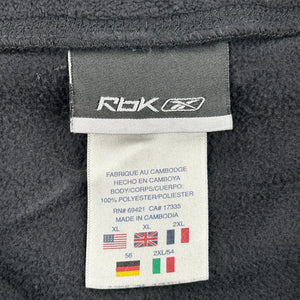 Rbk
FABRIQUE AU CAMBODGE
HECHO EN CAMBOYA
BODY/CORPS/CUERPO:
100% POLYESTER/POLIESTER
RN# 69421 CA# 17335
MADE IN CAMBODIA
XL XL 2XL
56 2XL/54